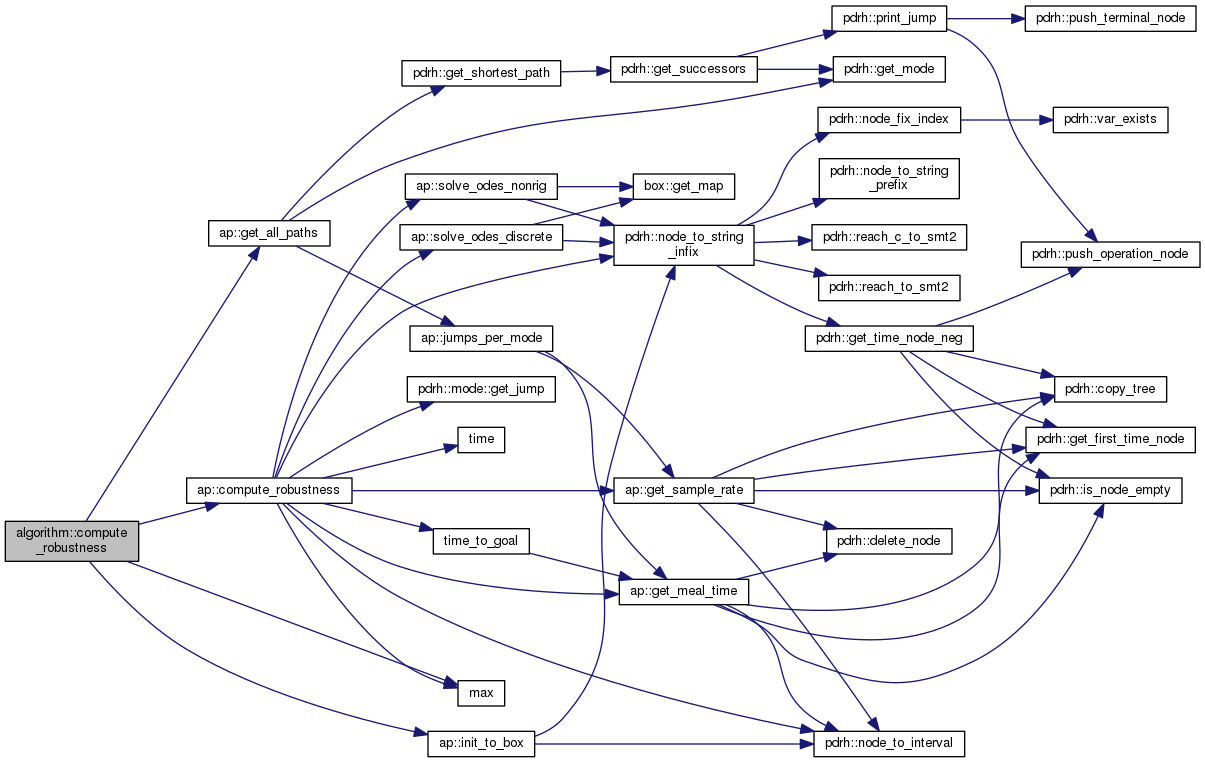 pdrh::print_jump
pdrh::push_terminal_node
pdrh::get_shortest_path
pdrh::get_successors
pdrh::get_mode
pdrh::node_fix_index
pdrh::var_exists
ap::solve_odes_nonrig
box::get_map
pdrh::node_to_string
_prefix
ap::get_all_paths
ap::solve_odes_discrete
pdrh::node_to_string
_infix
pdrh::reach_c_to_smt2
pdrh::push_operation_node
pdrh::reach_to_smt2
ap::jumps_per_mode
pdrh::get_time_node_neg
pdrh::mode::get_jump
pdrh::copy_tree
time
pdrh::get_first_time_node
ap::compute_robustness
ap::get_sample_rate
pdrh::is_node_empty
algorithm::compute
_robustness
time_to_goal
pdrh::delete_node
ap::get_meal_time
max
ap::init_to_box
pdrh::node_to_interval